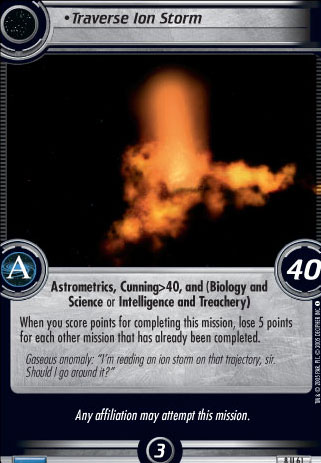 •Traverse Ion Storm
A
40
Astrometrics, Cunning>40, and (Biology and
Science or Intelligence and Treachery)
When you score points for completing this mission, lose 5 points
for each other mission that has already been completed.
Gaseous anomaly: "I'm reading an ion storm on that trajectory, sir.
Should I go around it?"
Any affiliation may attempt this mission.
3
8 U 61